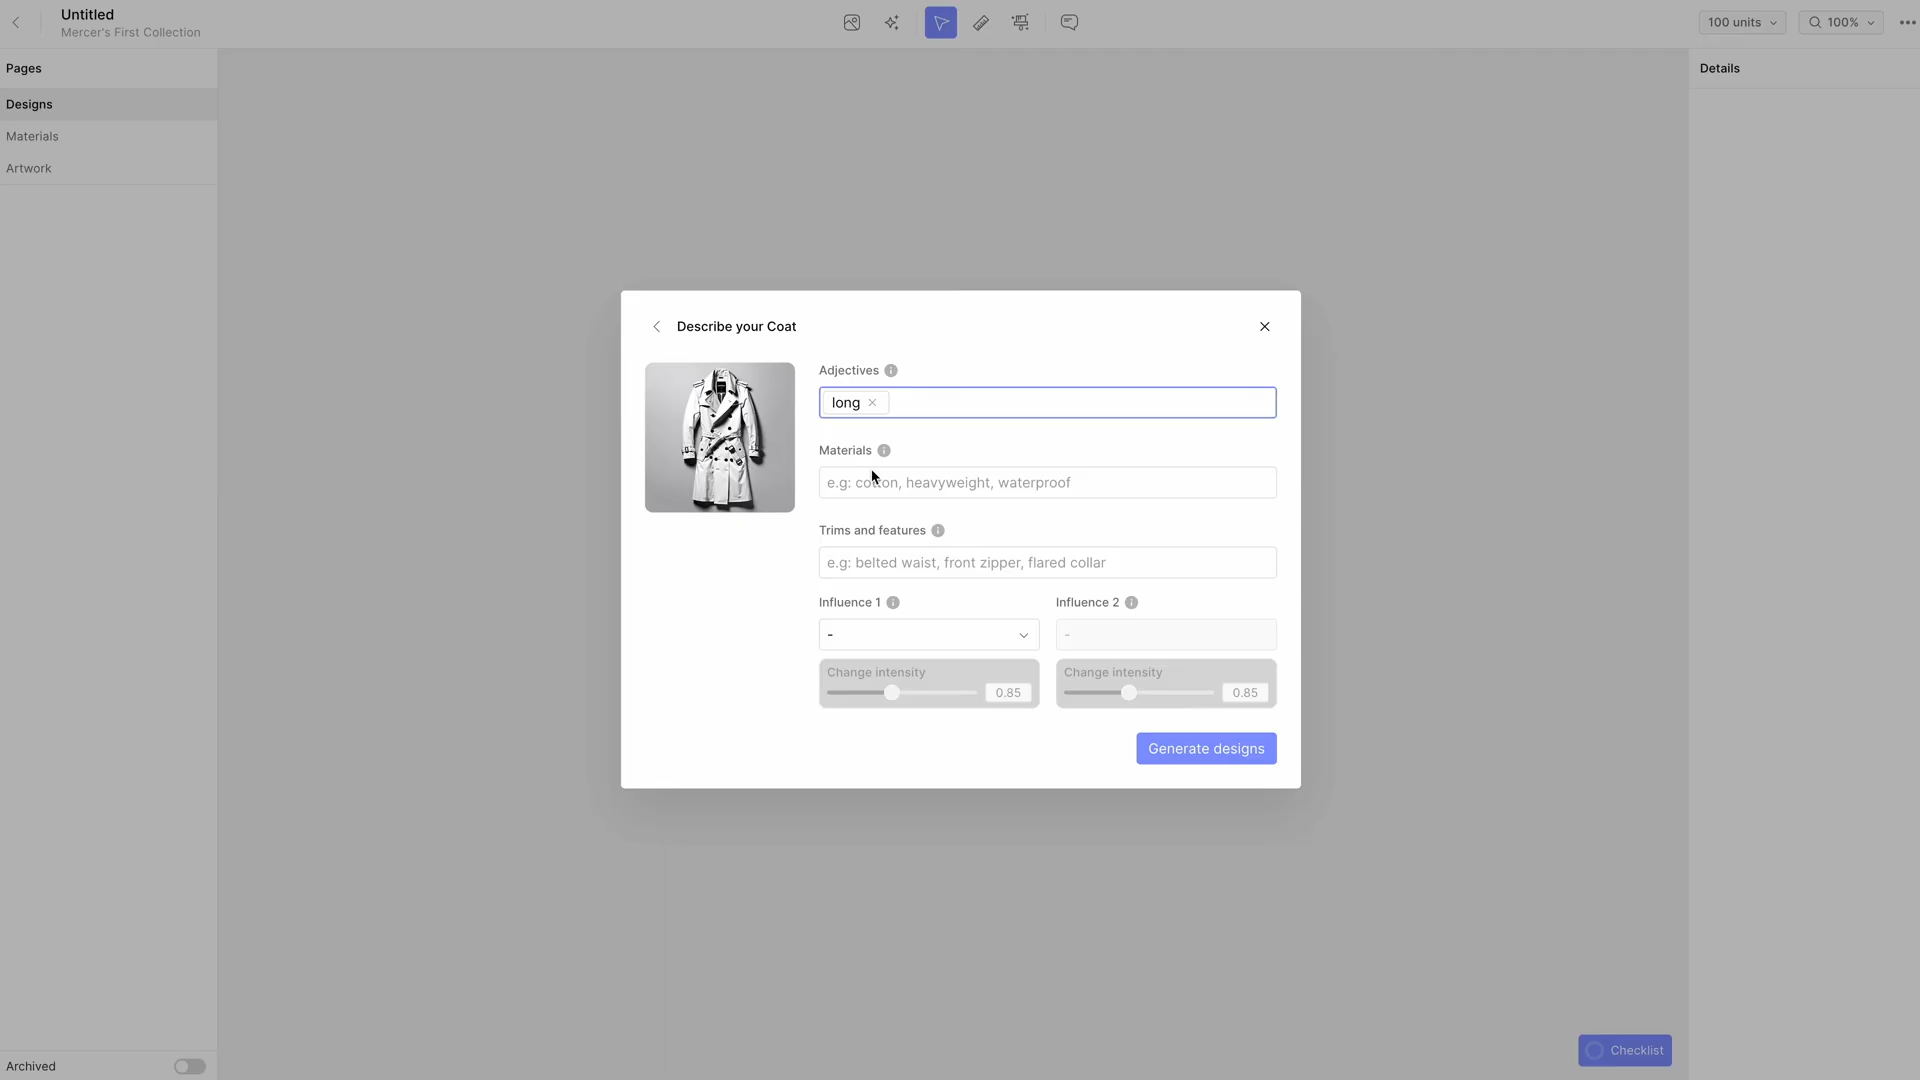 Untitled
Mercer's First Collection
100 units
100%
Pages
Details
Designs
Materials
Artwork
Describe your Coat
Adjectives
long
Materials
e.g: cotton, heavyweight, waterproof
Trims and features
e.g: belted waist, front zipper, flared collar
Influence 1
Influence 2
-
-
Change intensity
0.85
Change intensity
0.85
Generate designs
Checklist
Archived